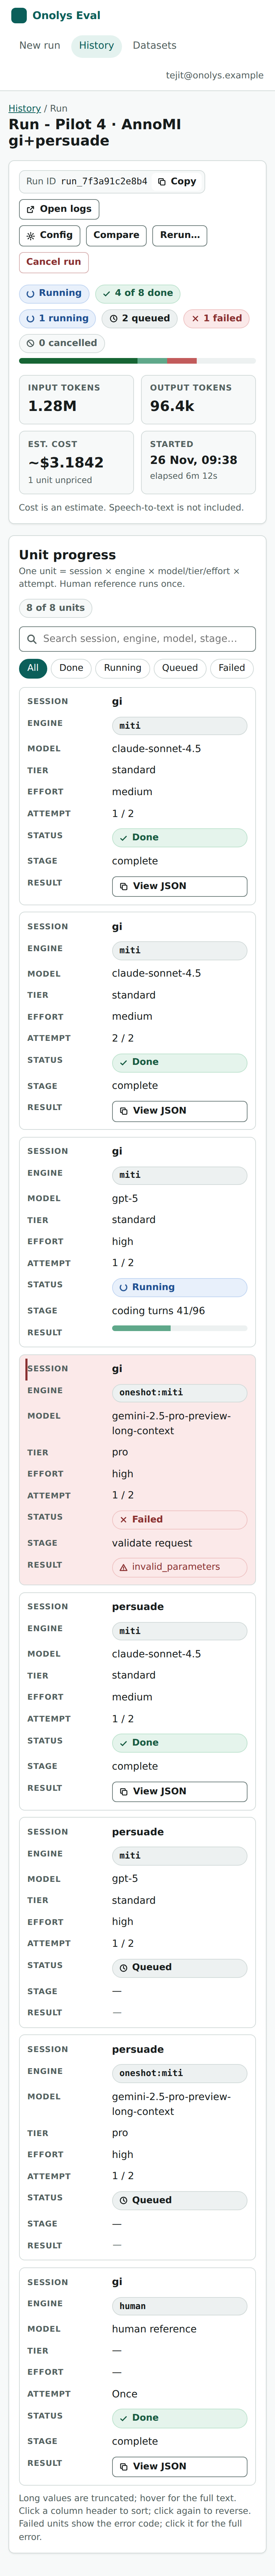 Onolys Eval
New run
History
Datasets
tejit@onolys.example
History / Run
Run - Pilot 4 · AnnoMI
gi+persuade
Run ID run_7f3a91c2e8b4 Copy
Open logs
Config
Compare
Rerun…
Cancel run
Running
4 of 8 done
1 running
2 queued
1 failed
0 cancelled
INPUT TOKENS
1.28M
OUTPUT TOKENS
96.4k
EST. COST
~$3.1842
1 unit unpriced
STARTED
26 Nov, 09:38
elapsed 6m 12s
Cost is an estimate. Speech-to-text is not included.
Unit progress
One unit = session × engine × model/tier/effort ×
attempt. Human reference runs once.
8 of 8 units
Search session, engine, model, stage…
All
Done
Running
Queued
Failed
SESSION gi
ENGINE miti
MODEL claude-sonnet-4.5
TIER standard
EFFORT medium
ATTEMPT 1 / 2
STATUS Done
STAGE complete
RESULT View JSON
SESSION gi
ENGINE miti
MODEL claude-sonnet-4.5
TIER standard
EFFORT medium
ATTEMPT 2 / 2
STATUS Done
STAGE complete
RESULT View JSON
SESSION gi
ENGINE miti
MODEL gpt-5
TIER standard
EFFORT high
ATTEMPT 1 / 2
STATUS Running
STAGE coding turns 41/96
RESULT
SESSION gi
ENGINE oneshot:miti
MODEL gemini-2.5-pro-preview-
long-context
TIER pro
EFFORT high
ATTEMPT 1 / 2
STATUS Failed
STAGE validate request
RESULT invalid_parameters
SESSION persuade
ENGINE miti
MODEL claude-sonnet-4.5
TIER standard
EFFORT medium
ATTEMPT 1 / 2
STATUS Done
STAGE complete
RESULT View JSON
SESSION persuade
ENGINE miti
MODEL gpt-5
TIER standard
EFFORT high
ATTEMPT 1 / 2
STATUS Queued
STAGE —
RESULT —
SESSION persuade
ENGINE oneshot:miti
MODEL gemini-2.5-pro-preview-
long-context
TIER pro
EFFORT high
ATTEMPT 1 / 2
STATUS Queued
STAGE —
RESULT —
SESSION gi
ENGINE human
MODEL human reference
TIER —
EFFORT —
ATTEMPT Once
STATUS Done
STAGE complete
RESULT View JSON
Long values are truncated; hover for the full text.
Click a column header to sort; click again to reverse.
Failed units show the error code; click it for the full
error.